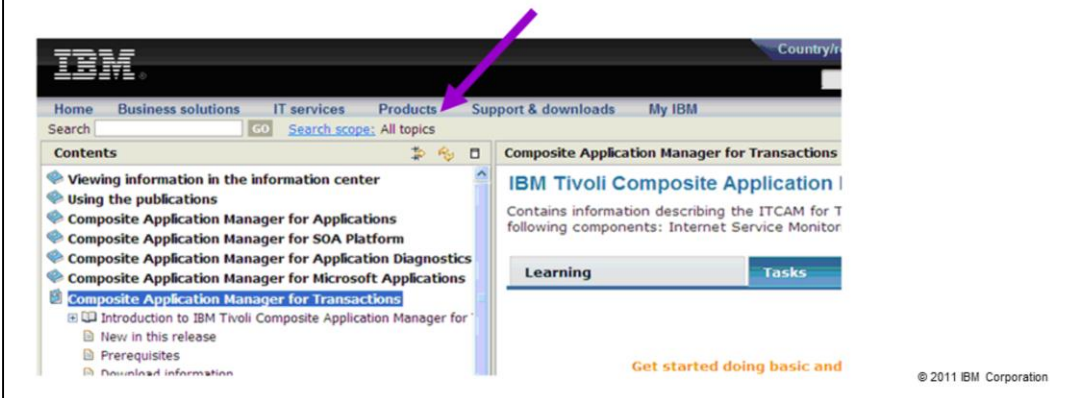 IBM®
Country/r
Home Business solutions IT services Products Support & downloads My IBM
Search GO Search scope: All topics
Contents
Viewing information in the information center
Using the publications
Composite Application Manager for Applications
Composite Application Manager for SOA Platform
Composite Application Manager for Application Diagnostics
Composite Application Manager for Microsoft Applications
Composite Application Manager for Transactions
Introduction to IBM Tivoli Composite Application Manager for
New in this release
Prerequisites
Download information
Composite Application Manager for Transactions
IBM Tivoli Composite Application
Contains information describing the ITCAM for T
following components: Internet Service Monitor
Learning Tasks
Get started doing basic and
© 2011 IBM Corporation